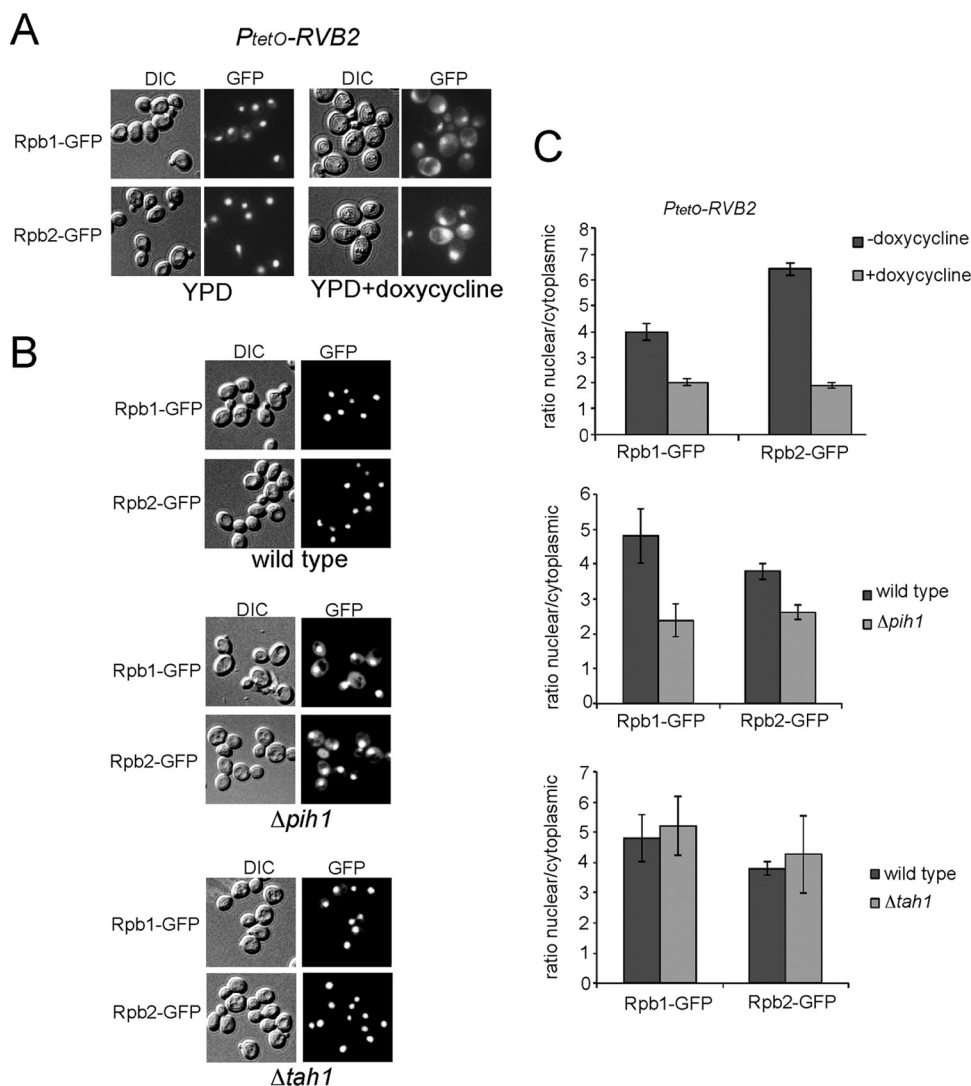 A
PtetO-RVB2
DIC GFP DIC GFP
Rpb1-GFP
Rpb2-GFP
YPD YPD+doxycycline
B
DIC GFP
Rpb1-GFP
Rpb2-GFP
wild type
DIC GFP
Rpb1-GFP
Rpb2-GFP
Δpih1
DIC GFP
Rpb1-GFP
Rpb2-GFP
Δtah1
C
PtetO-RVB2
ratio nuclear/cytoplasmic
8
7
6
5
4
3
2
1
0
Rpb1-GFP Rpb2-GFP
-doxycycline
+doxycycline
ratio nuclear/cytoplasmic
6
5
4
3
2
1
0
Rpb1-GFP Rpb2-GFP
wild type
Δpih1
ratio nuclear/cytoplasmic
7
6
5
4
3
2
1
0
Rpb1-GFP Rpb2-GFP
wild type
Δtah1